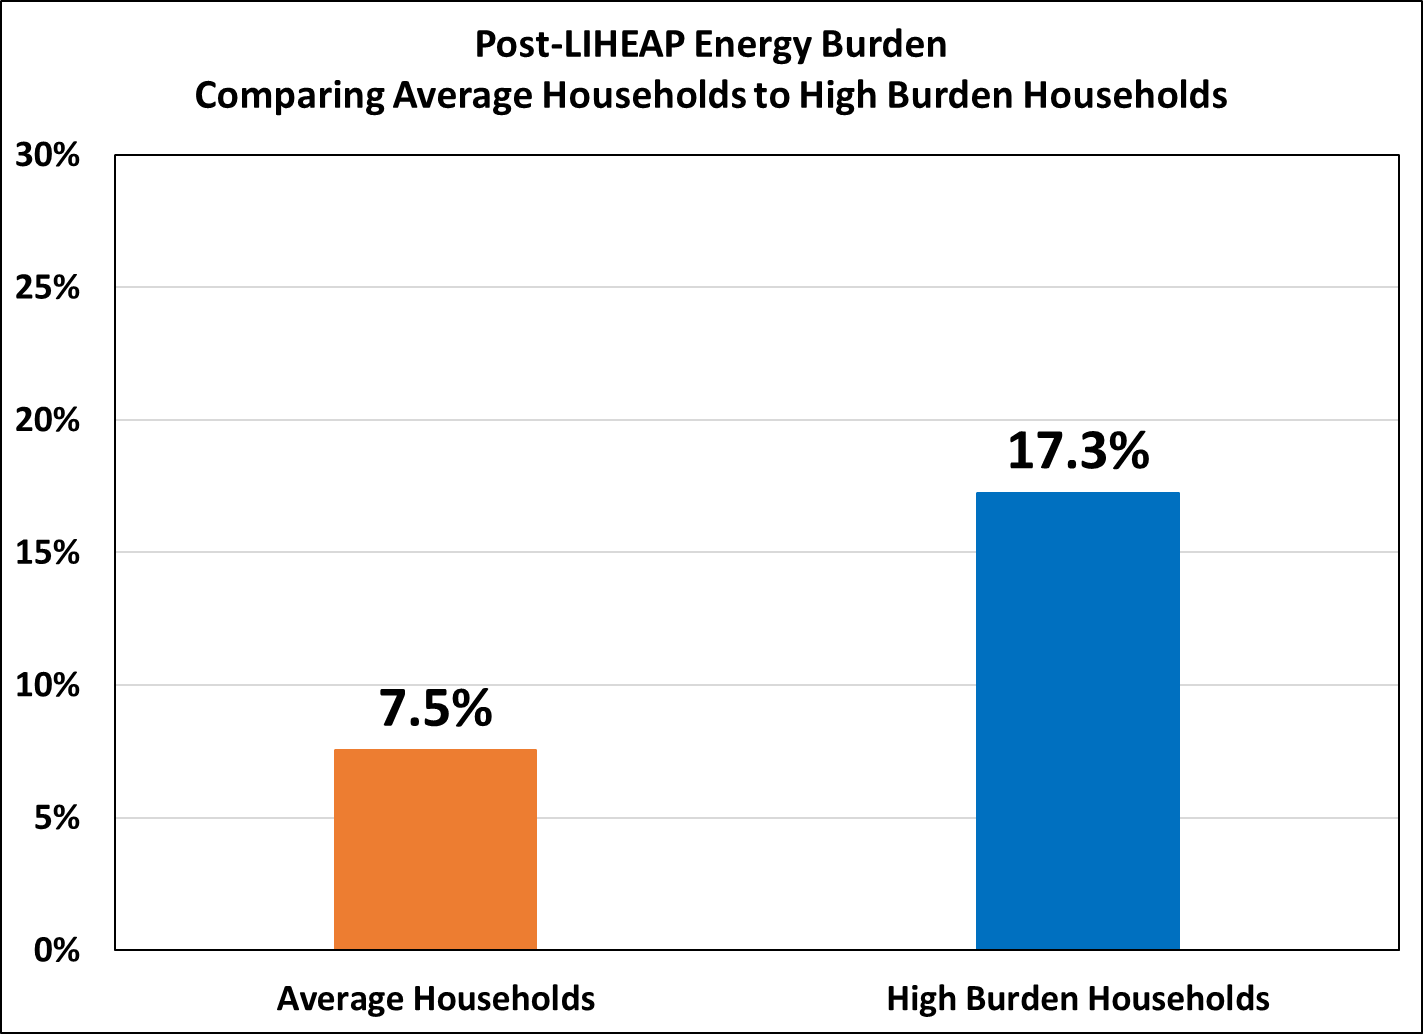 Post-LIHEAP Energy Burden
Comparing Average Households to High Burden Households
30%
25%
20%
15%
10%
5%
0%
7.5%
17.3%
Average Households
High Burden Households